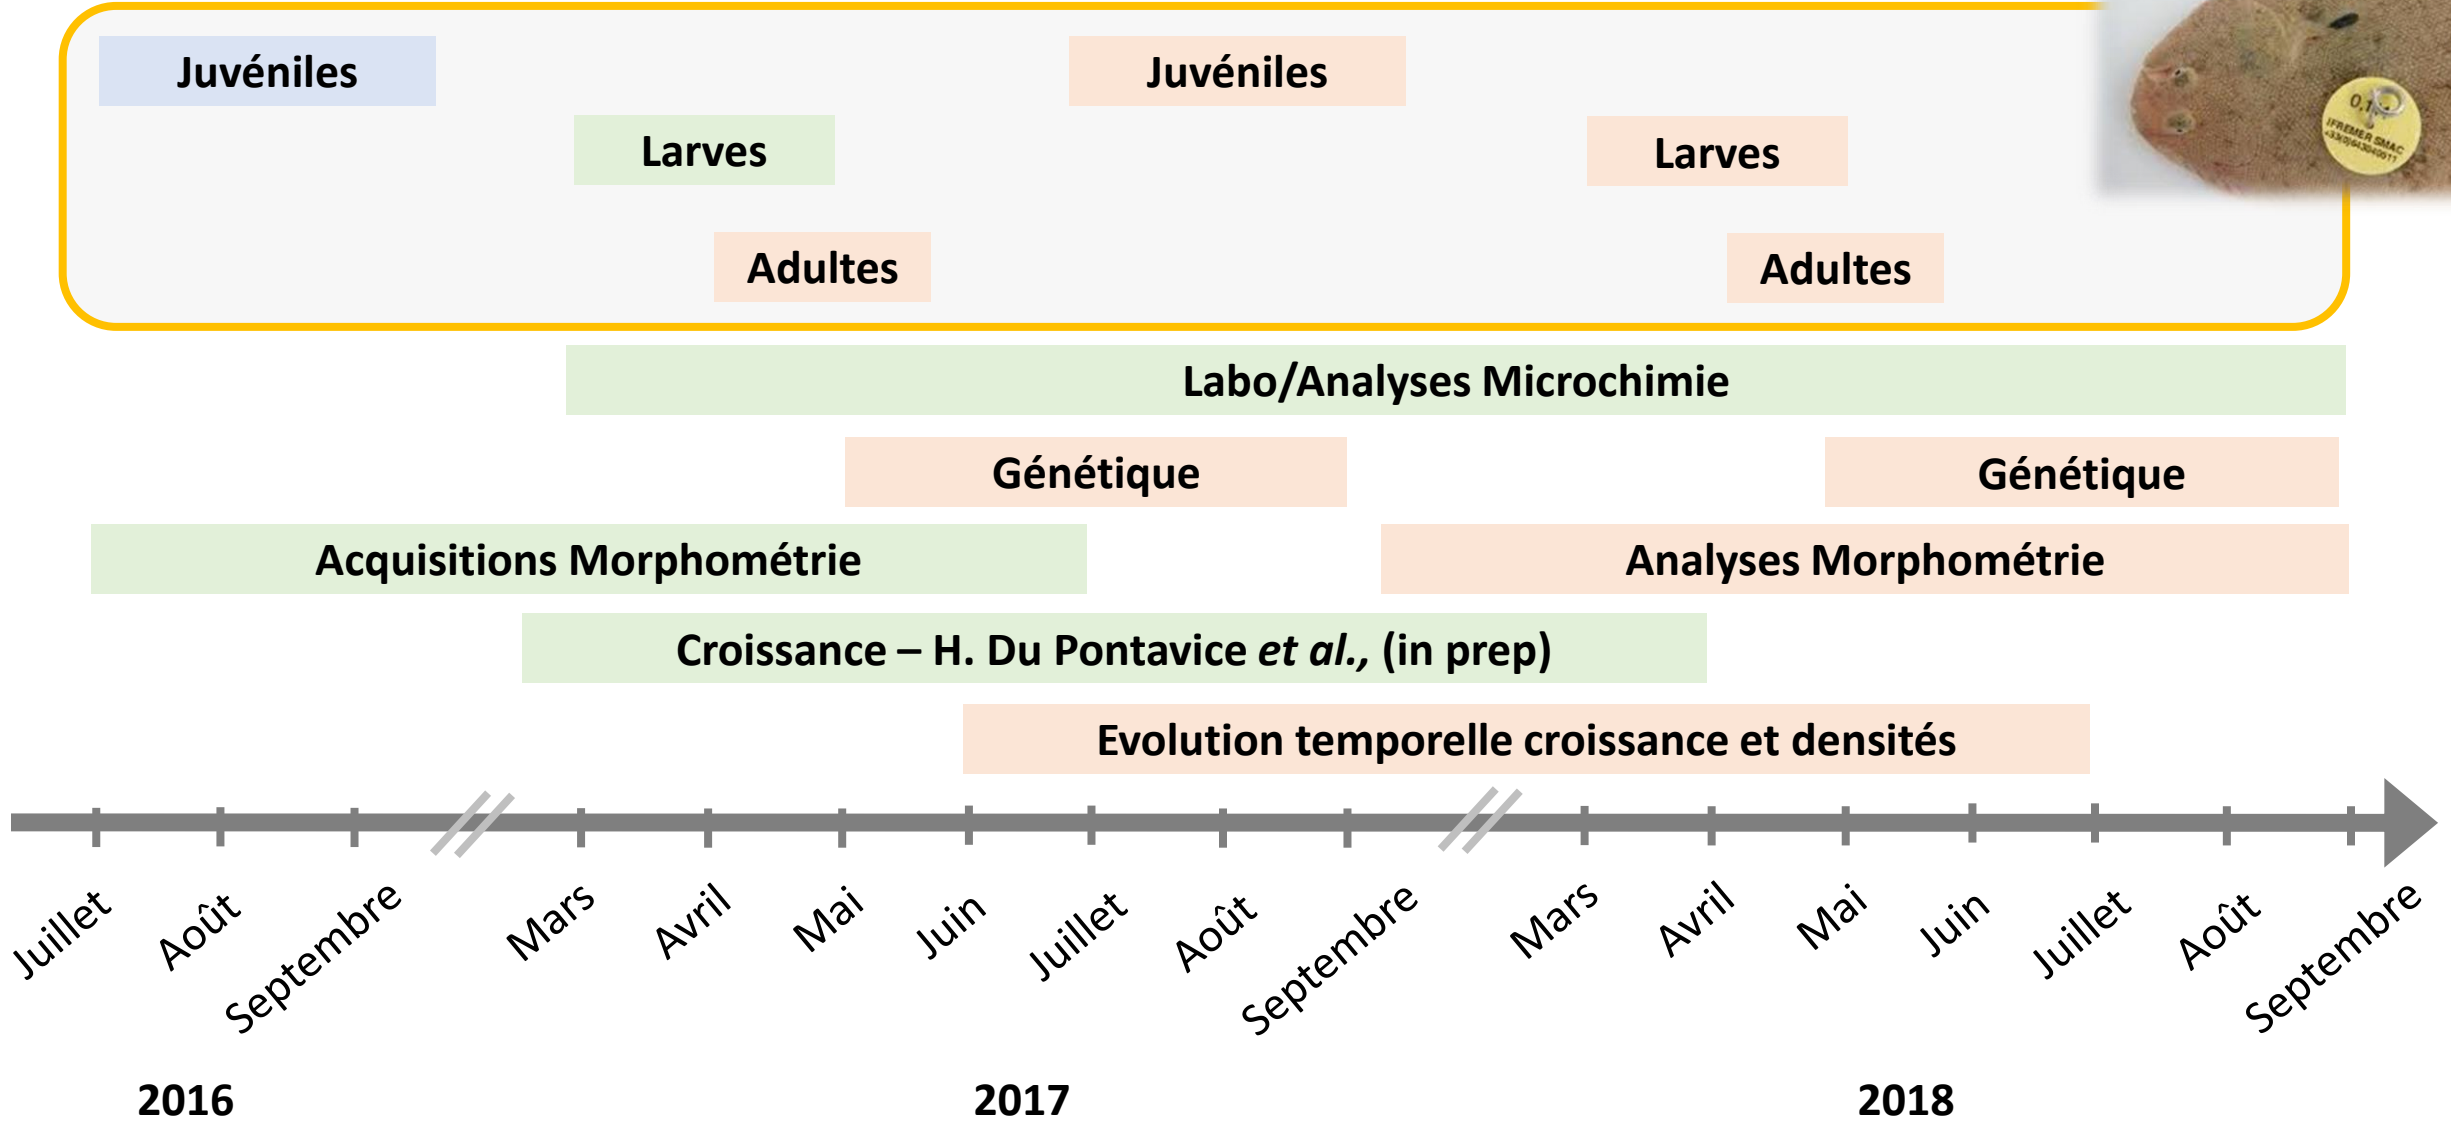 Juvéniles
Juvéniles
Larves
Larves
Adultes
Adultes
IFREMER SMAC
Labo/Analyses Microchimie
Génétique
Génétique
Acquisitions Morphométrie
Analyses Morphométrie
Croissance – H. Du Pontavice et al., (in prep)
Evolution temporelle croissance et densités
Juillet
Août
Septembre
Mars
Avril
Mai
Juin
Juillet
Août
Septembre
Mars
Avril
Mai
Juin
Juillet
Août
Septembre
2016
2017
2018